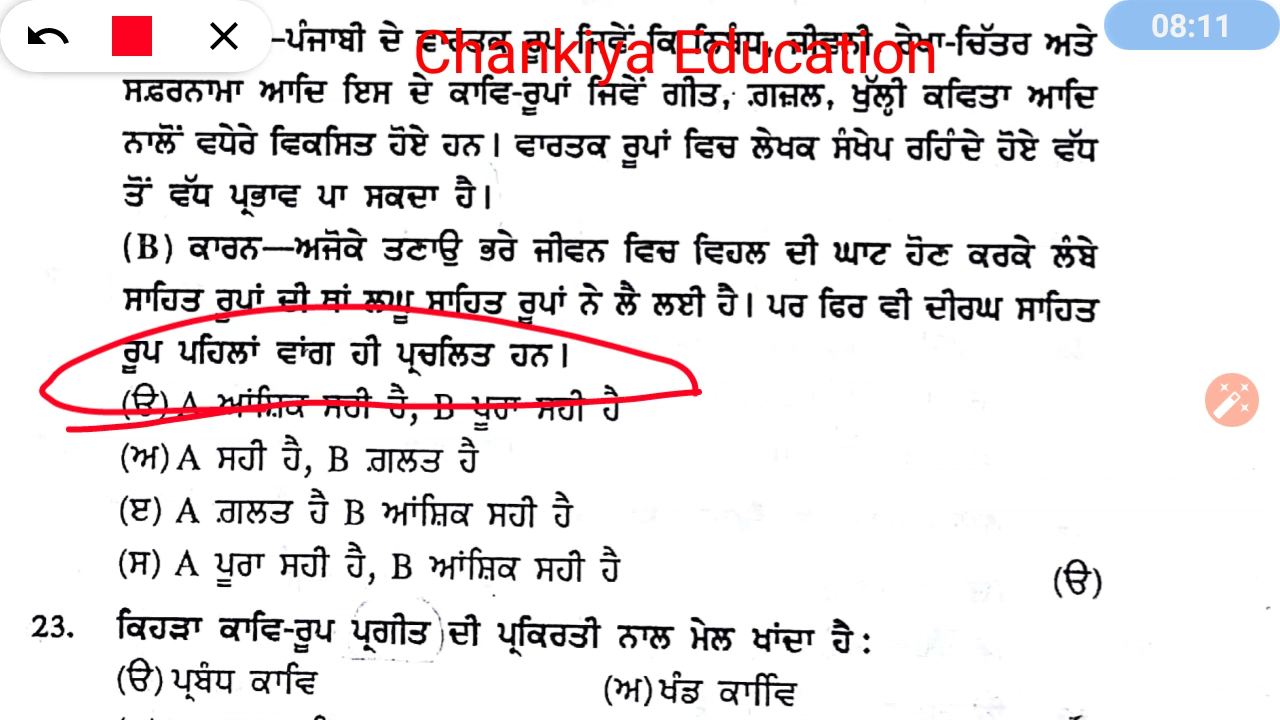 08:11
Chankiya Education
–ਪੰਜਾਬੀ ਦੇ ਵਾਰਤਕ ਰੂਪ ਜਿਵੇਂ ਕਿ ਨਿਬੰਧ, ਜੀਵਨੀ, ਰੇਖਾ-ਚਿੱਤਰ ਅਤੇ
ਸਫ਼ਰਨਾਮਾ ਆਦਿ ਇਸ ਦੇ ਕਾਵਿ-ਰੂਪਾਂ ਜਿਵੇਂ ਗੀਤ, ਗ਼ਜ਼ਲ, ਖੁੱਲ੍ਹੀ ਕਵਿਤਾ ਆਦਿ
ਨਾਲੋਂ ਵਧੇਰੇ ਵਿਕਸਿਤ ਹੋਏ ਹਨ। ਵਾਰਤਕ ਰੂਪਾਂ ਵਿਚ ਲੇਖਕ ਸੰਖੇਪ ਰਹਿੰਦੇ ਹੋਏ ਵੱਧ
ਤੋਂ ਵੱਧ ਪ੍ਰਭਾਵ ਪਾ ਸਕਦਾ ਹੈ।
(B) ਕਾਰਨ—ਅਜੋਕੇ ਤਣਾਉ ਭਰੇ ਜੀਵਨ ਵਿਚ ਵਿਹਲ ਦੀ ਘਾਟ ਹੋਣ ਕਰਕੇ ਲੰਬੇ
ਸਾਹਿਤ ਰੂਪਾਂ ਦੀ ਥਾਂ ਲਘੂ ਸਾਹਿਤ ਰੂਪਾਂ ਨੇ ਲੈ ਲਈ ਹੈ। ਪਰ ਫਿਰ ਵੀ ਦੀਰਘ ਸਾਹਿਤ
ਰੂਪ ਪਹਿਲਾਂ ਵਾਂਗ ਹੀ ਪ੍ਰਚਲਿਤ ਹਨ।
(ੳ) A ਆਂਸ਼ਿਕ ਸਹੀ ਹੈ, B ਪੂਰਾ ਸਹੀ ਹੈ
(ਅ) A ਸਹੀ ਹੈ, B ਗ਼ਲਤ ਹੈ
(ੲ) A ਗ਼ਲਤ ਹੈ B ਆਂਸ਼ਿਕ ਸਹੀ ਹੈ
(ਸ) A ਪੂਰਾ ਸਹੀ ਹੈ, B ਆਂਸ਼ਿਕ ਸਹੀ ਹੈ (ੳ)
23. ਕਿਹੜਾ ਕਾਵਿ-ਰੂਪ ਪ੍ਰਗੀਤ ਦੀ ਪ੍ਰਕਿਰਤੀ ਨਾਲ ਮੇਲ ਖਾਂਦਾ ਹੈ :
(ੳ) ਪ੍ਰਬੰਧ ਕਾਵਿ (ਅ) ਖੰਡ ਕਾਵਿ